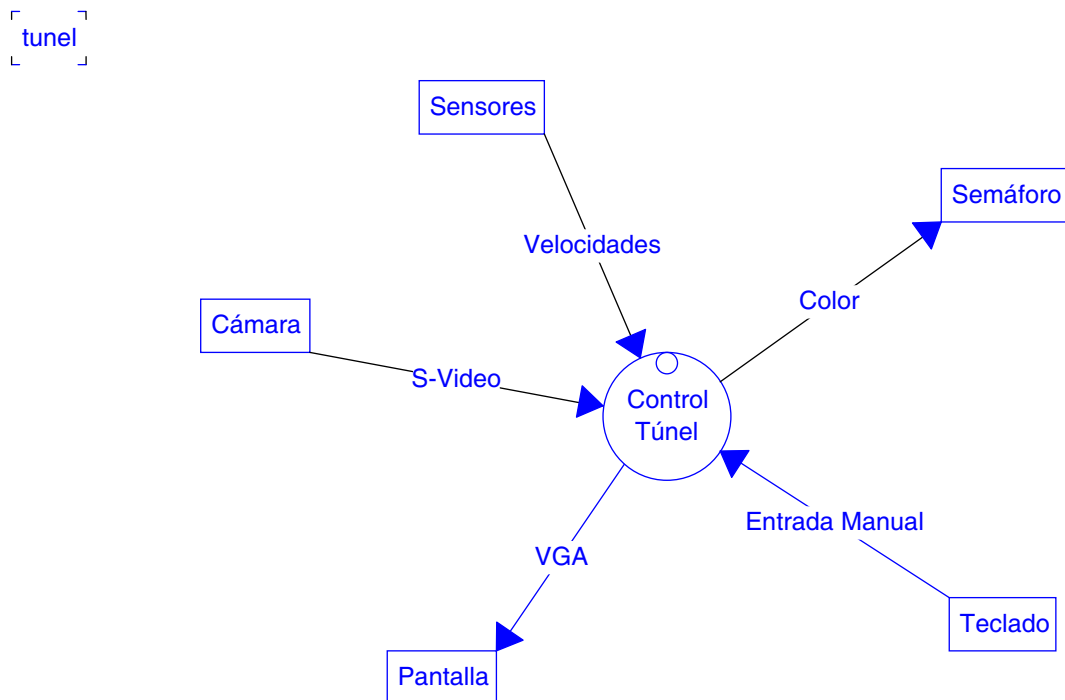 tunel
Sensores
Semáforo
Velocidades
Color
Cámara
S-Video
Control
Túnel
Entrada Manual
VGA
Teclado
Pantalla